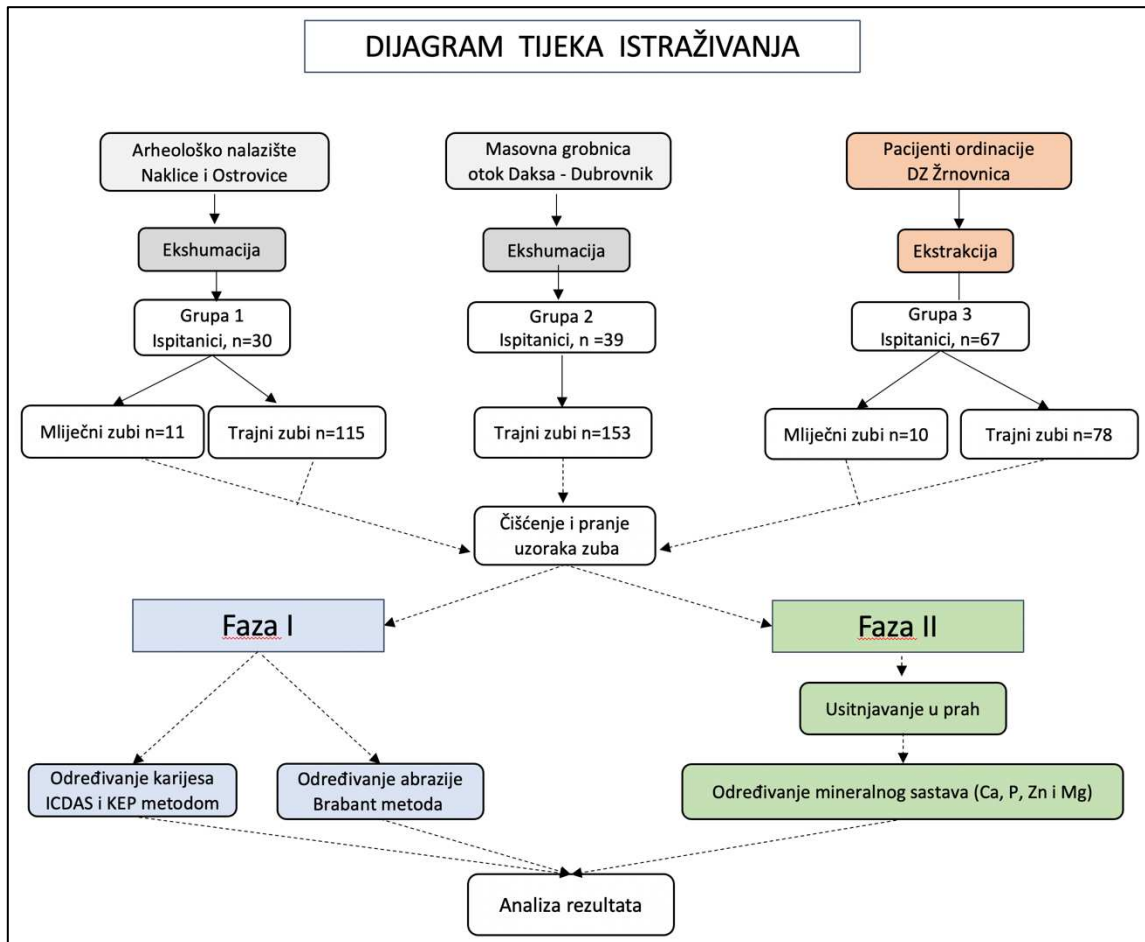 DIJAGRAM TIJEKA ISTRAŽIVANJA
Arheološko nalazište
Naklice i Ostrovice
Masovna grobnica
otok Daksa - Dubrovnik
Pacijenti ordinacije
DZ Žrnovnica
Ekshumacija
Ekshumacija
Ekstrakcija
Grupa 1
Ispitanici, n=30
Grupa 2
Ispitanici, n =39
Grupa 3
Ispitanici, n=67
Mliječni zubi n=11
Trajni zubi n=115
Trajni zubi n=153
Mliječni zubi n=10
Trajni zubi n=78
Čišćenje i pranje
uzoraka zuba
Faza I
Faza II
Usitnjavanje u prah
Određivanje karijesa
ICDAS i KEP metodom
Određivanje abrazije
Brabant metoda
Određivanje mineralnog sastava (Ca, P, Zn i Mg)
Analiza rezultata